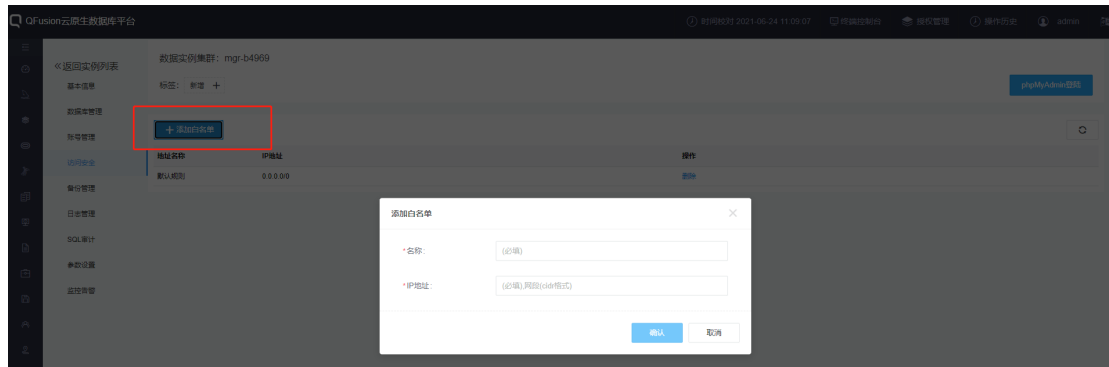 QFusion云原生数据库平台
时间校对 2021-06-24 11:09:07 终端控制台 授权管理 操作历史 admin
≪返回实例列表
数据实例集群: mgr-b4969
标签: 新增 +
phpMyAdmin登陆
基本信息
数据库管理
账号管理
访问安全
备份管理
日志管理
SQL审计
参数设置
监控告警
+ 添加白名单
地址名称 IP地址 操作
默认规则 0.0.0.0/0 删除
添加白名单
*名称: (必填)
*IP地址: (必填),网段(cidr格式)
确认 取消